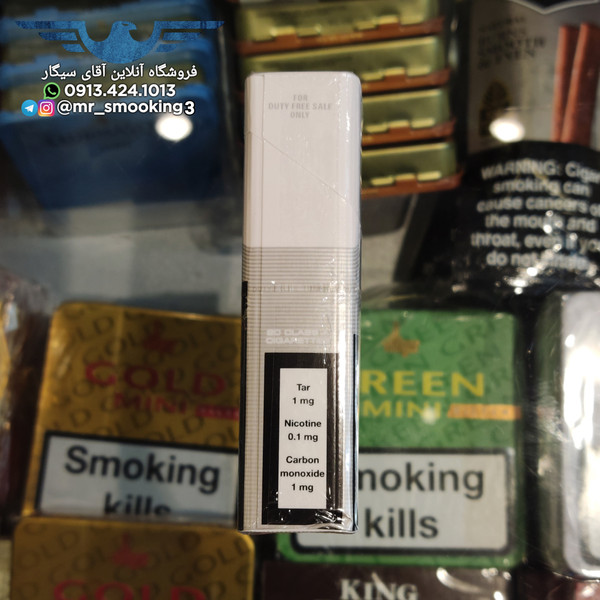 فروشگاه آنلاین آقای سیگار
0913.424.1013
@mr_smooking3
FOR
DUTY FREE SALE
ONLY
20 CLASS A
CIGARETTES
Tar
1 mg
Nicotine
0.1 mg
Carbon
monoxide
1 mg
WARNING: Cigar
smoking can
cause cancers of
the mouth and
throat, even if you
do not
GOLD
MINI
Smoking
kills
GREEN
MINI
moking
kills
GOLD
KING